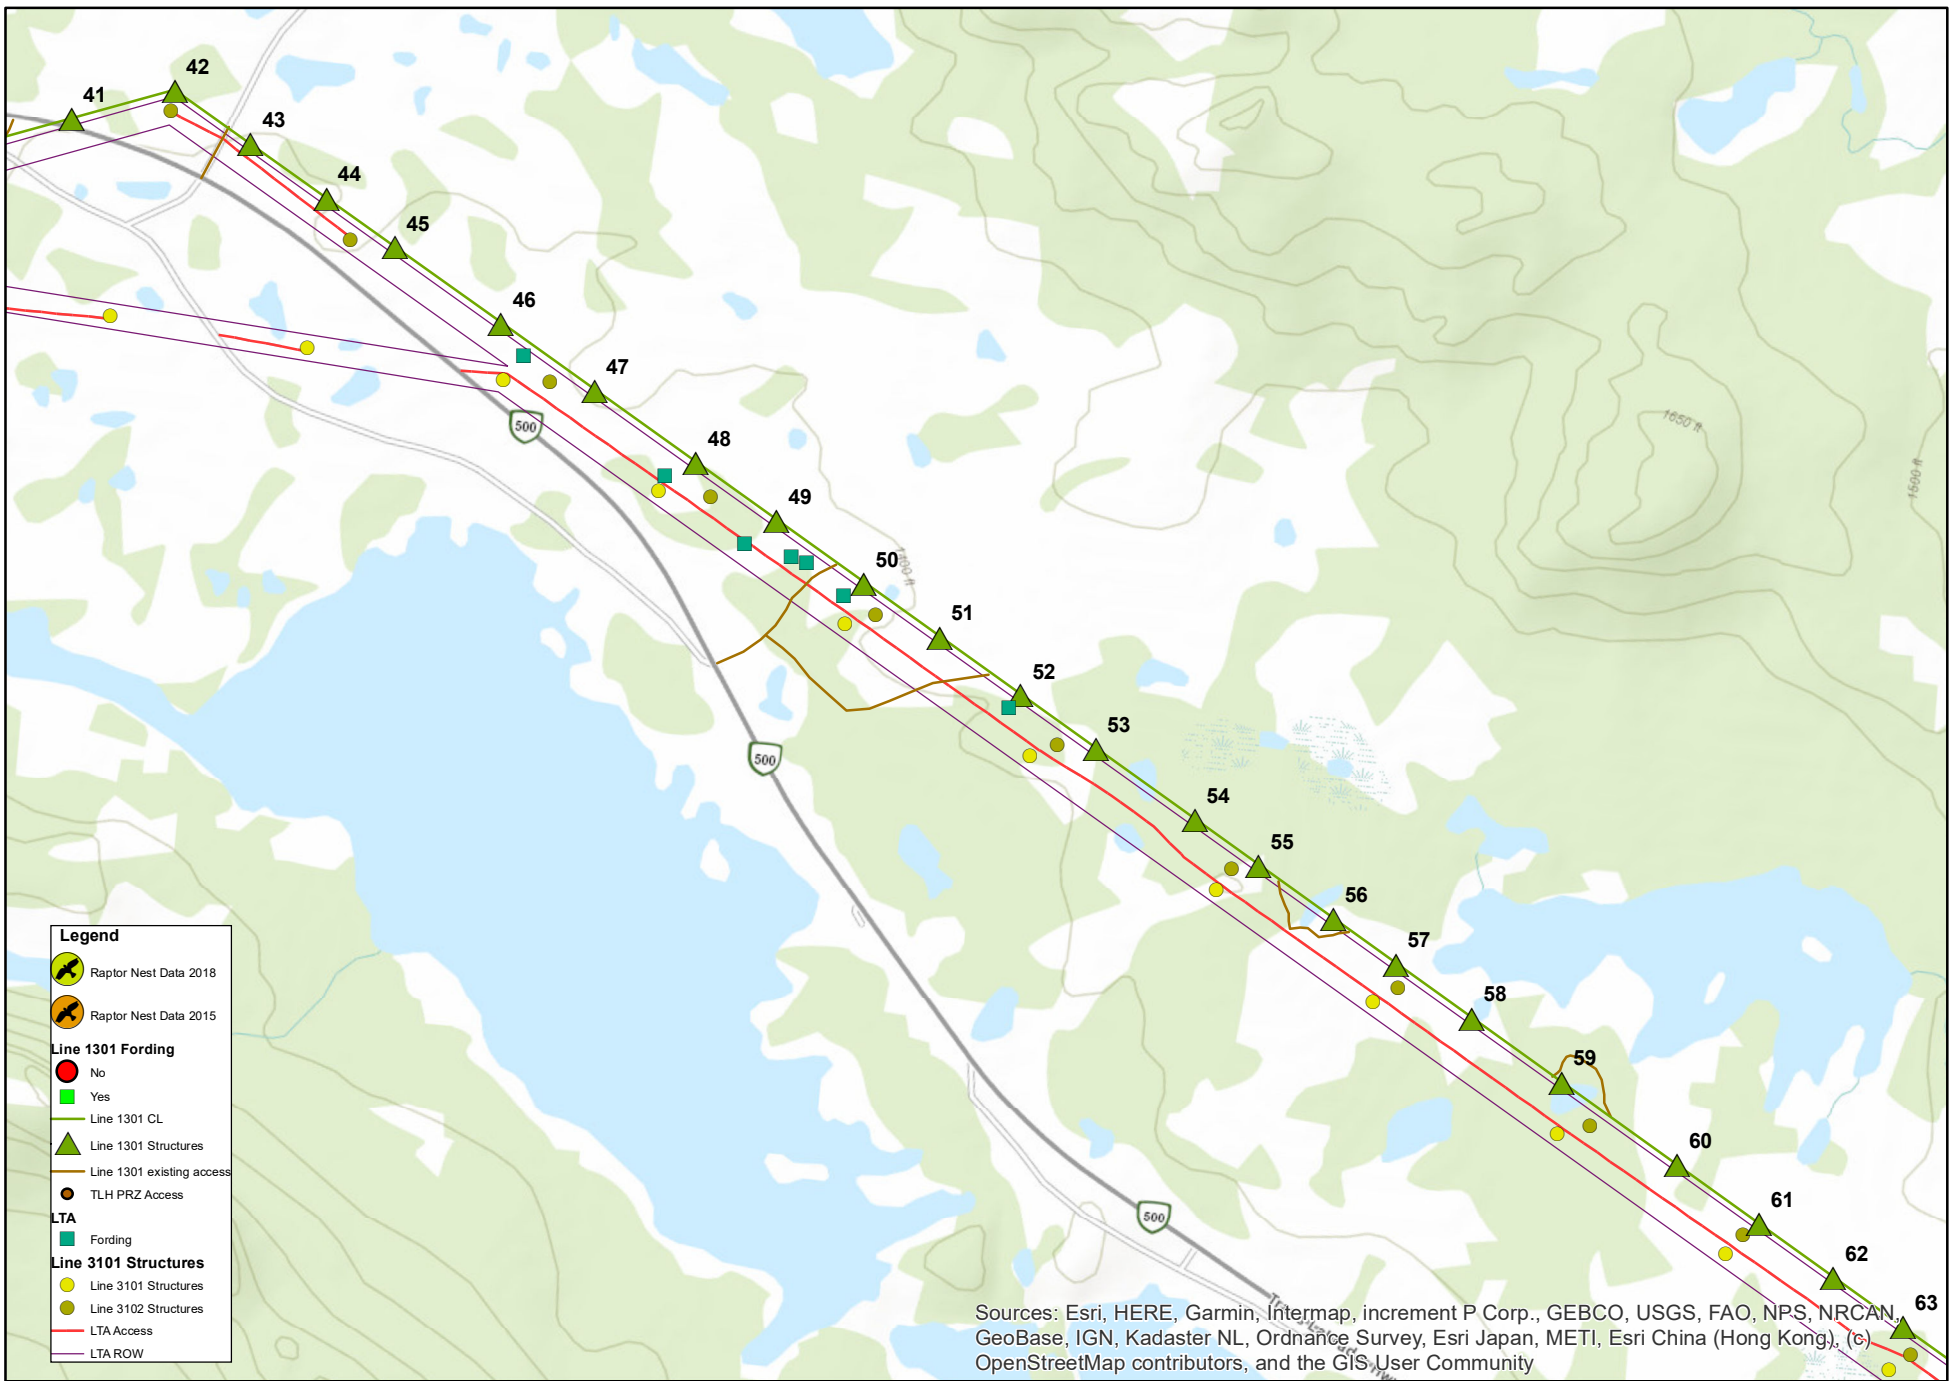 42
41
43
44
45
46
47
500
48
49
50
1400 ft
51
52
53
500
54
55
56
57
58
59
60
61
62
63
500
1650 ft
1500 ft
Legend
Raptor Nest Data 2018
Raptor Nest Data 2015
Line 1301 Fording
No
Yes
Line 1301 CL
Line 1301 Structures
Line 1301 existing access
TLH PRZ Access
LTA
Fording
Line 3101 Structures
Line 3101 Structures
Line 3102 Structures
LTA Access
LTA ROW
Sources: Esri, HERE, Garmin, Intermap, increment P Corp., GEBCO, USGS, FAO, NPS, NRCAN,
GeoBase, IGN, Kadaster NL, Ordnance Survey, Esri Japan, METI, Esri China (Hong Kong), (c)
OpenStreetMap contributors, and the GIS User Community